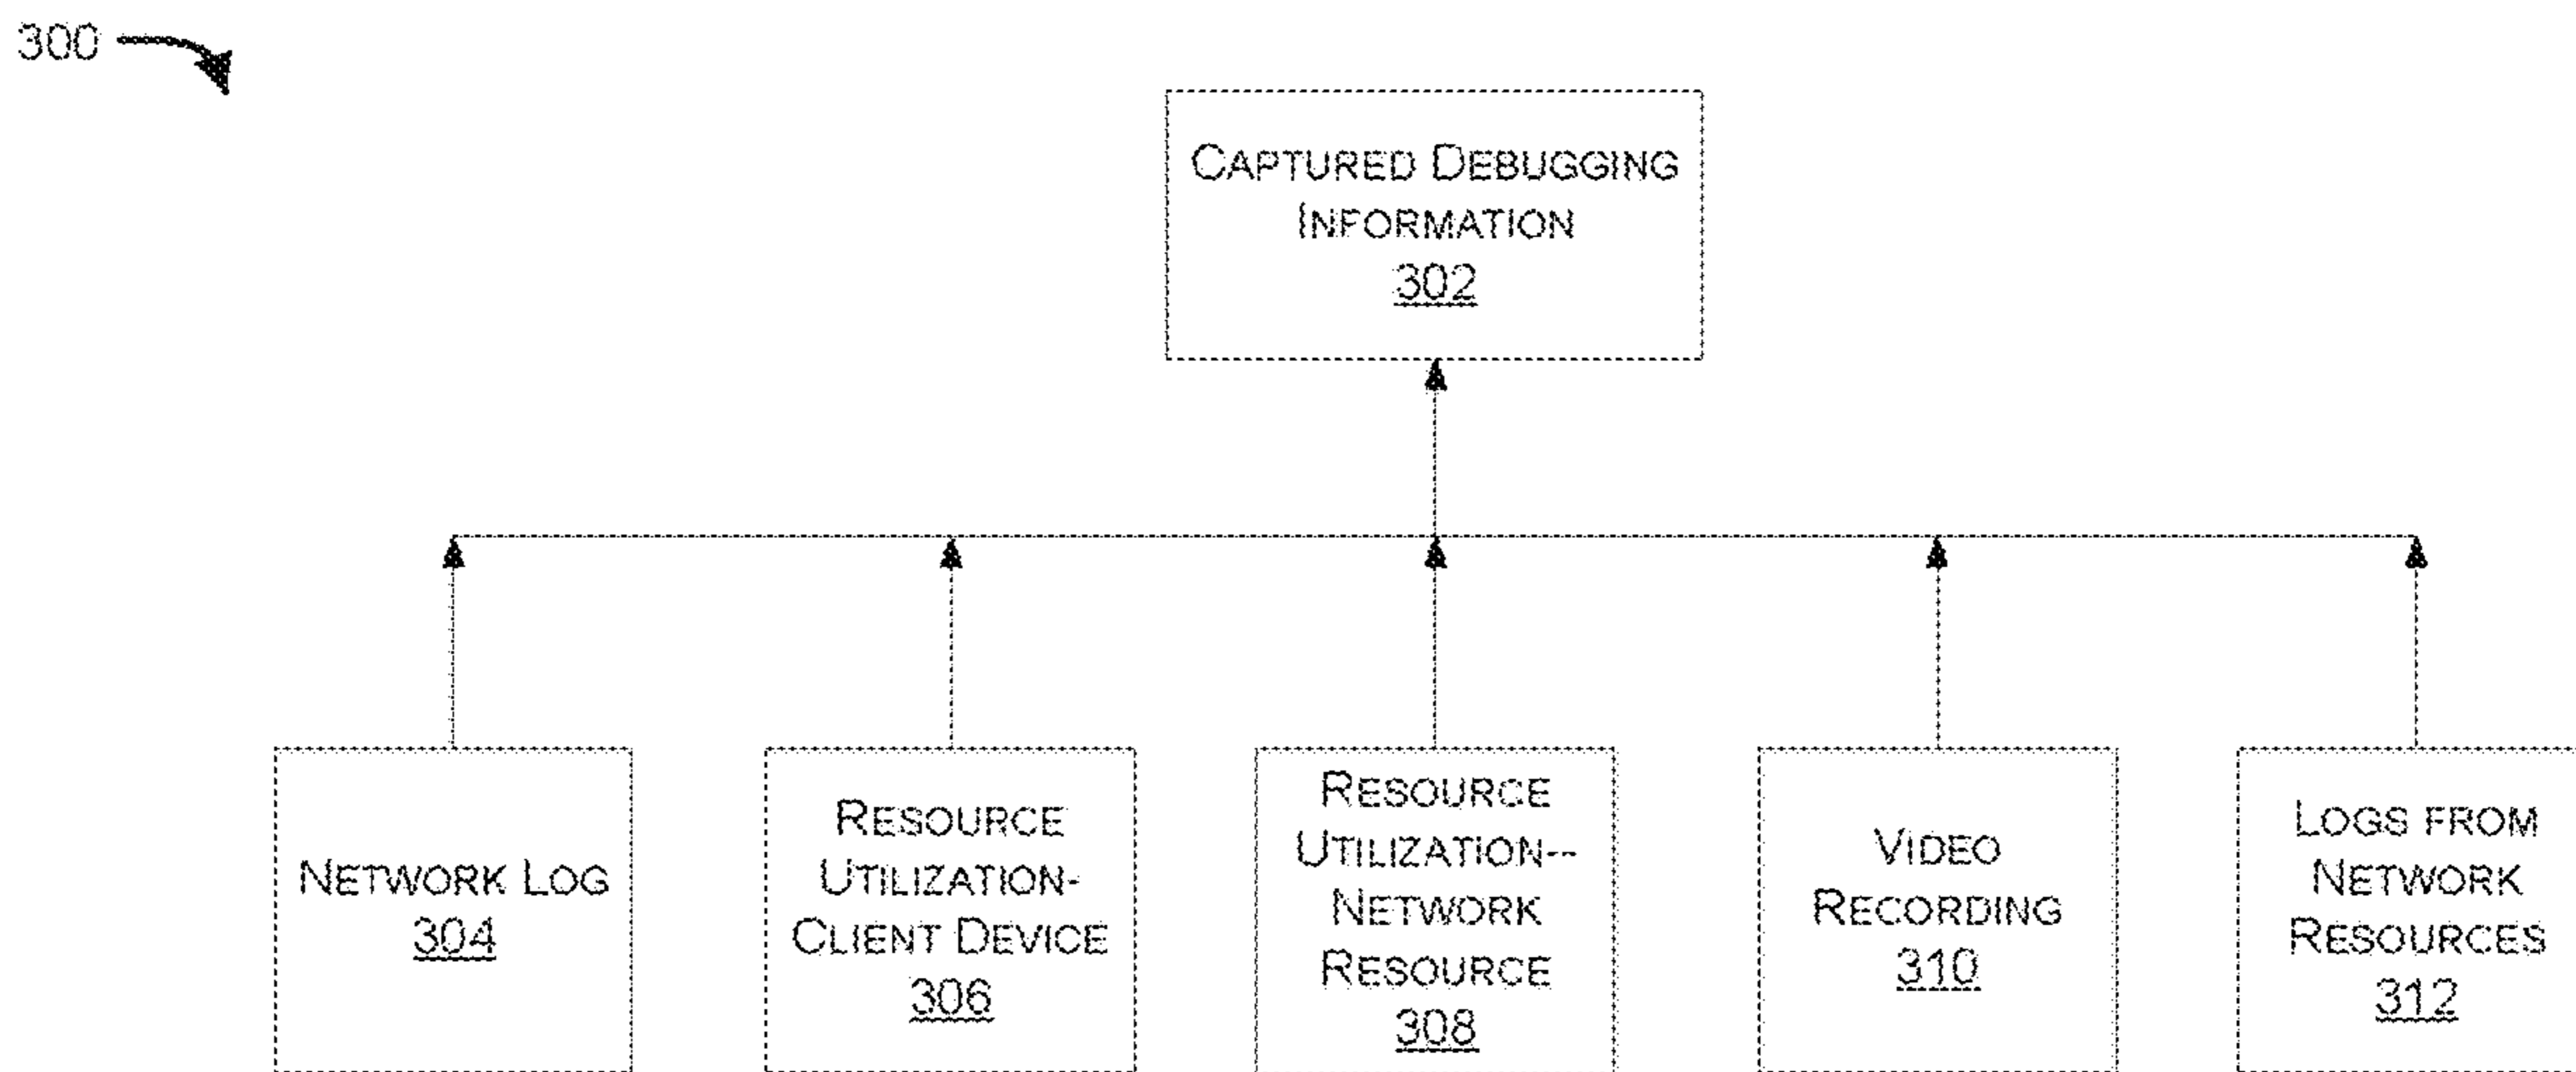 300
CAPTURED DEBUGGING
INFORMATION
302
NETWORK LOG
304
RESOURCE
UTILIZATION-
CLIENT DEVICE
306
RESOURCE
UTILIZATION--
NETWORK
RESOURCE
308
VIDEO
RECORDING
310
LOGS FROM
NETWORK
RESOURCES
312